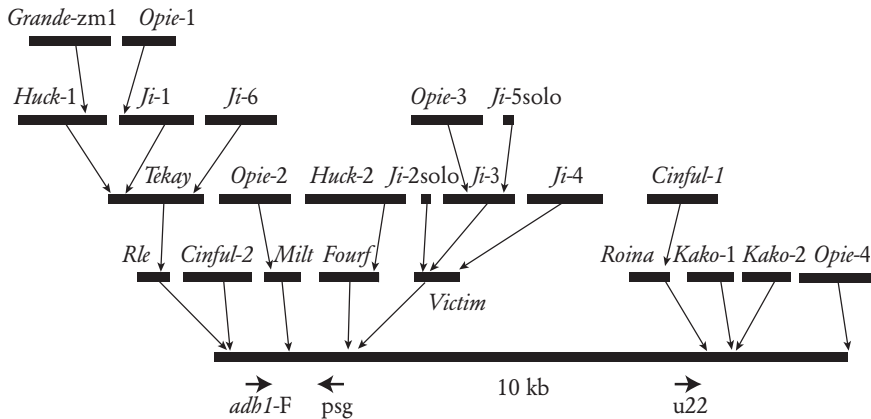 Grande-zm1 Opie-1
Huck-1 Ji-1 Ji-6 Opie-3 Ji-5solo
Tekay Opie-2 Huck-2 Ji-2solo Ji-3 Ji-4 Cinful-1
Rle Cinful-2 Milt Fourf Roina Kako-1 Kako-2 Opie-4
Victim
10 kb
adh1-F psg u22